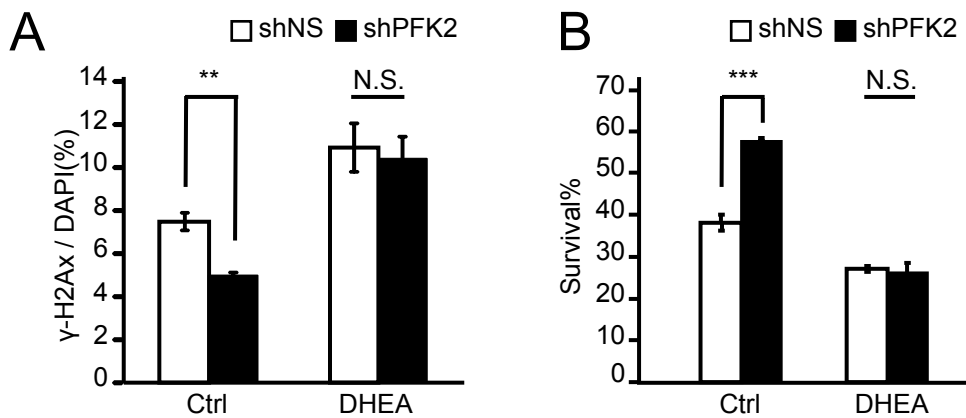 A
shNS shPFK2
γ-H2Ax / DAPI(%)
14
12
10
8
6
4
2
0
**
N.S.
Ctrl DHEA
B
shNS shPFK2
Survival%
70
60
50
40
30
20
10
0
***
N.S.
Ctrl DHEA